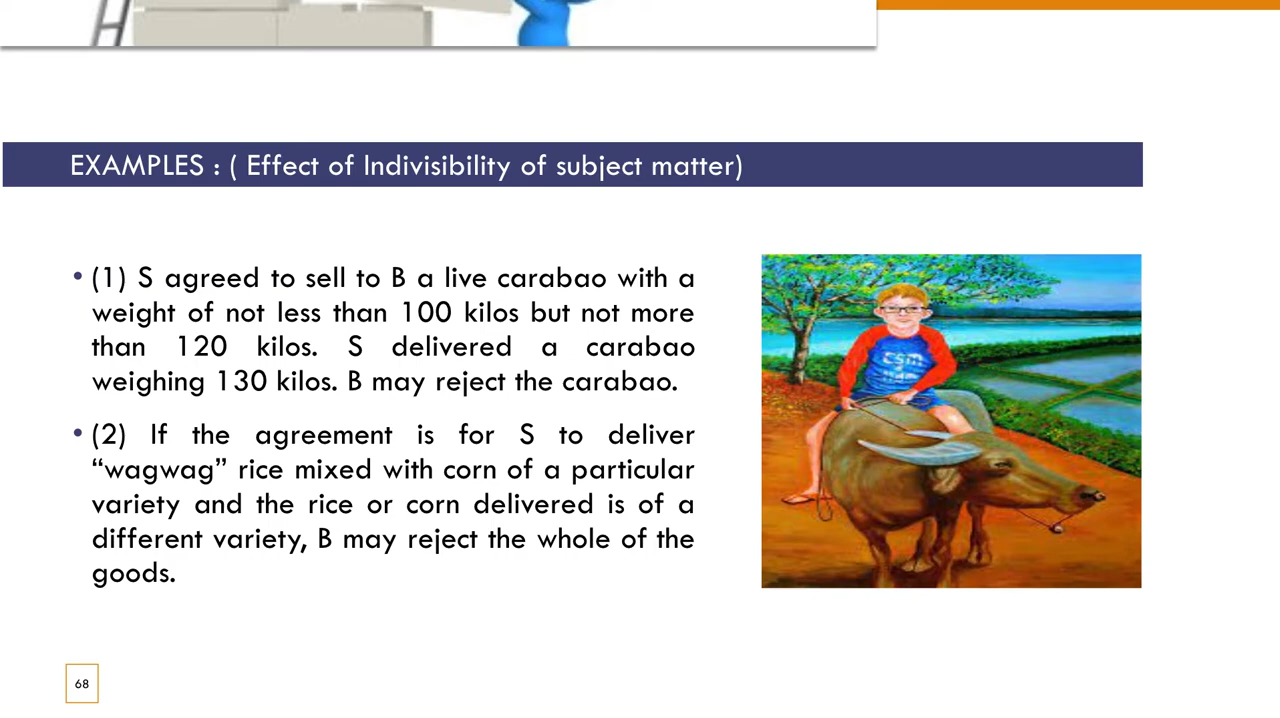 EXAMPLES : ( Effect of Indivisibility of subject matter)
• (1) S agreed to sell to B a live carabao with a
weight of not less than 100 kilos but not more
than 120 kilos. S delivered a carabao
weighing 130 kilos. B may reject the carabao.
• (2) If the agreement is for S to deliver
“wagwag” rice mixed with corn of a particular
variety and the rice or corn delivered is of a
different variety, B may reject the whole of the
goods.
68